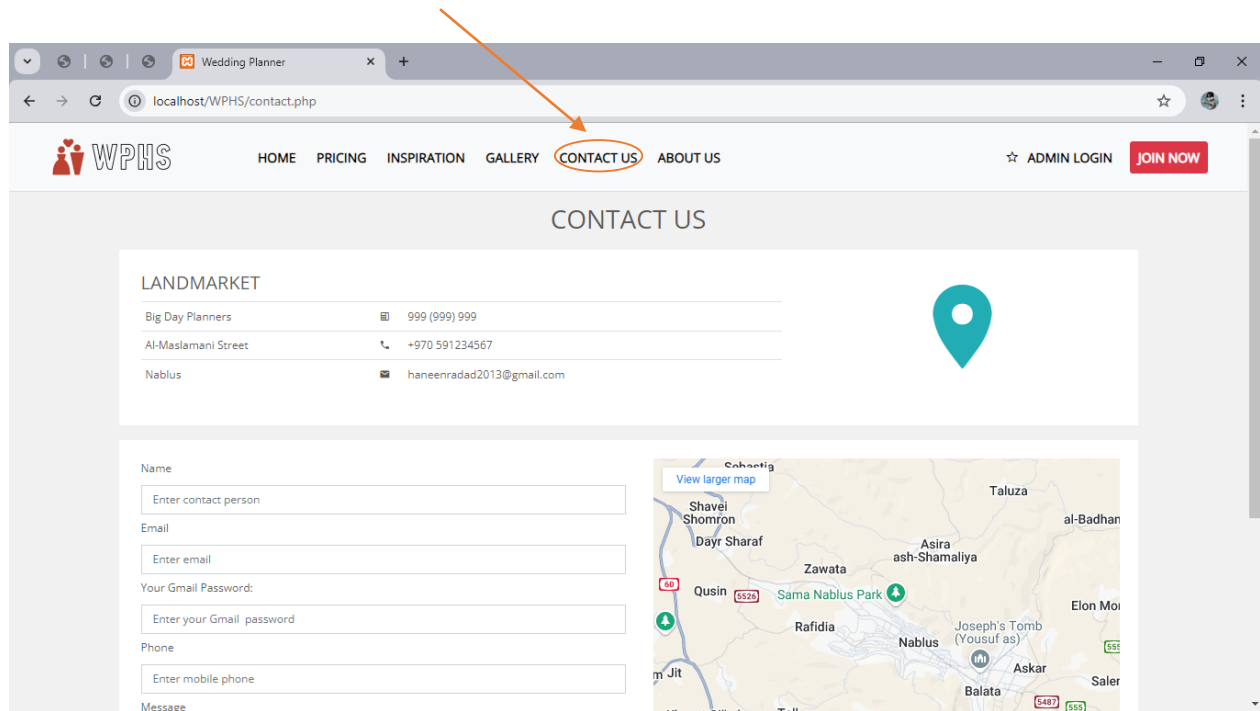 Wedding Planner
localhost/WPHS/contact.php
WPHS HOME PRICING INSPIRATION GALLERY CONTACT US ABOUT US ADMIN LOGIN JOIN NOW
CONTACT US
LANDMARKET
Big Day Planners 999 (999) 999
Al-Maslamani Street +970 591234567
Nablus haneenradad2013@gmail.com
Name
Enter contact person
Email
Enter email
Your Gmail Password:
Enter your Gmail  password
Phone
Enter mobile phone
Message
Sebastia
View larger map
Taluza
Shavei
Shomron
al-Badhan
Dayr Sharaf
Asira
ash-Shamaliya
Zawata
60
Qusin
5526
Sama Nablus Park
Elon Mor
Rafidia
Joseph's Tomb
(Yousuf as)
Nablus
555
m Jit
Askar
Balata
Salem
5487
555